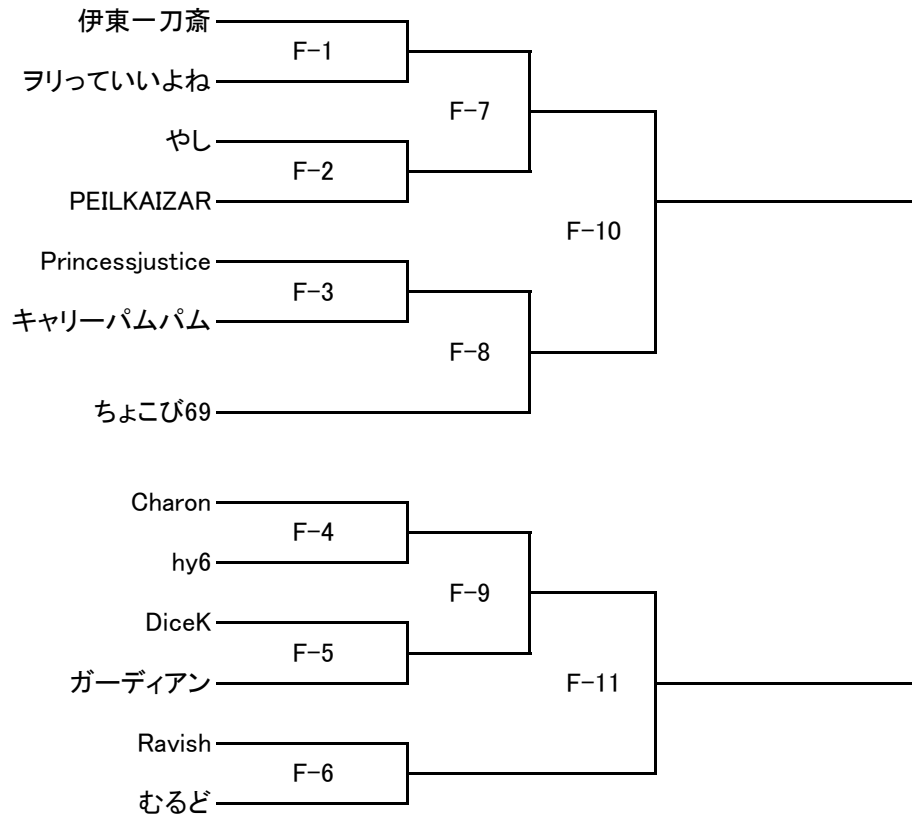 伊東一刀斎
F-1
ヲリっていいよね
F-7
やし
F-2
PEILKAIZAR
F-10
Princessjustice
F-3
キャリーパムパム
F-8
ちょこび69
Charon
F-4
hy6
F-9
DiceK
F-5
ガーディアン
F-11
Ravish
F-6
むるど